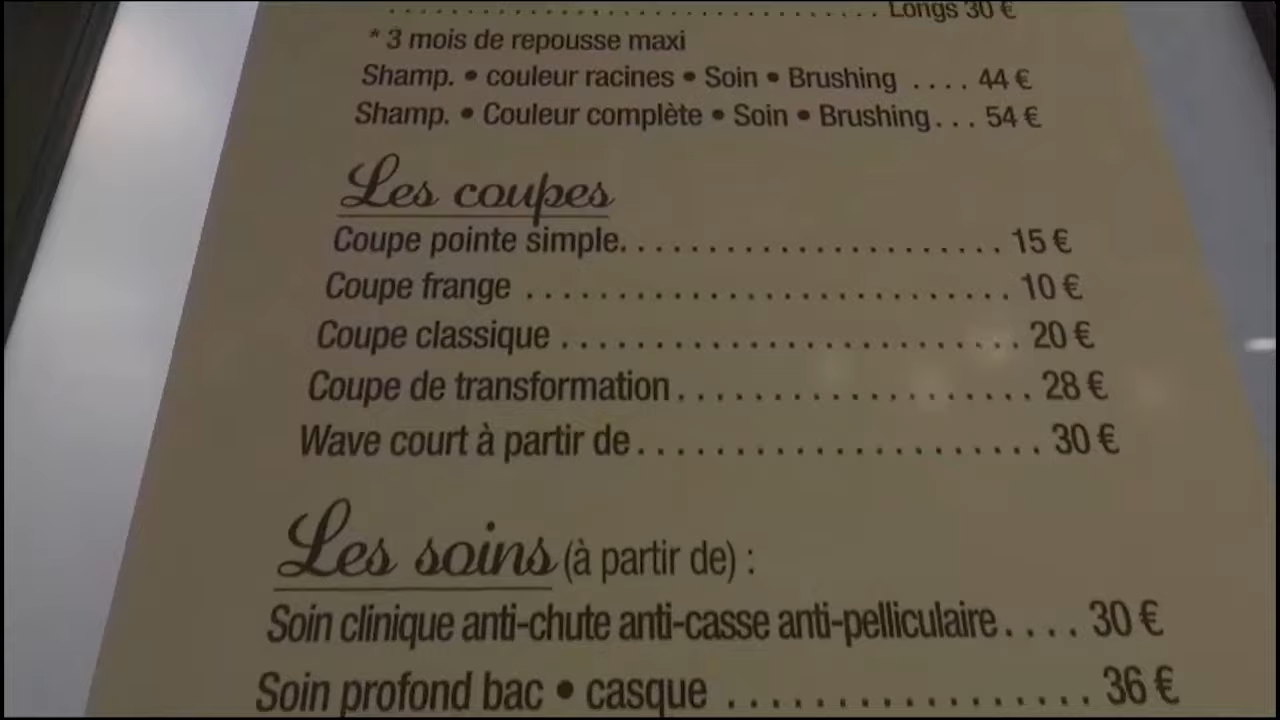 ........................................ Longs 30 €
* 3 mois de repousse maxi
Shamp. • couleur racines • Soin • Brushing .... 44 €
Shamp. • Couleur complète • Soin • Brushing... 54 €
Les coupes
Coupe pointe simple....................... 15 €
Coupe frange ............................. 10 €
Coupe classique ........................... 20 €
Coupe de transformation................... 28 €
Wave court à partir de..................... 30 €
Les soins (à partir de) :
Soin clinique anti-chute anti-casse anti-pelliculaire.... 30 €
Soin profond bac • casque ................. 36 €